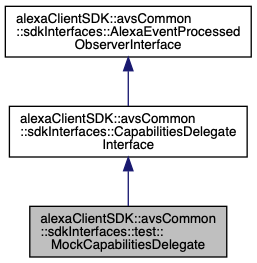 alexaClientSDK::avsCommon
::sdkInterfaces::AlexaEventProcessed
ObserverInterface
alexaClientSDK::avsCommon
::sdkInterfaces::CapabilitiesDelegate
Interface
alexaClientSDK::avsCommon
::sdkInterfaces::test::
MockCapabilitiesDelegate